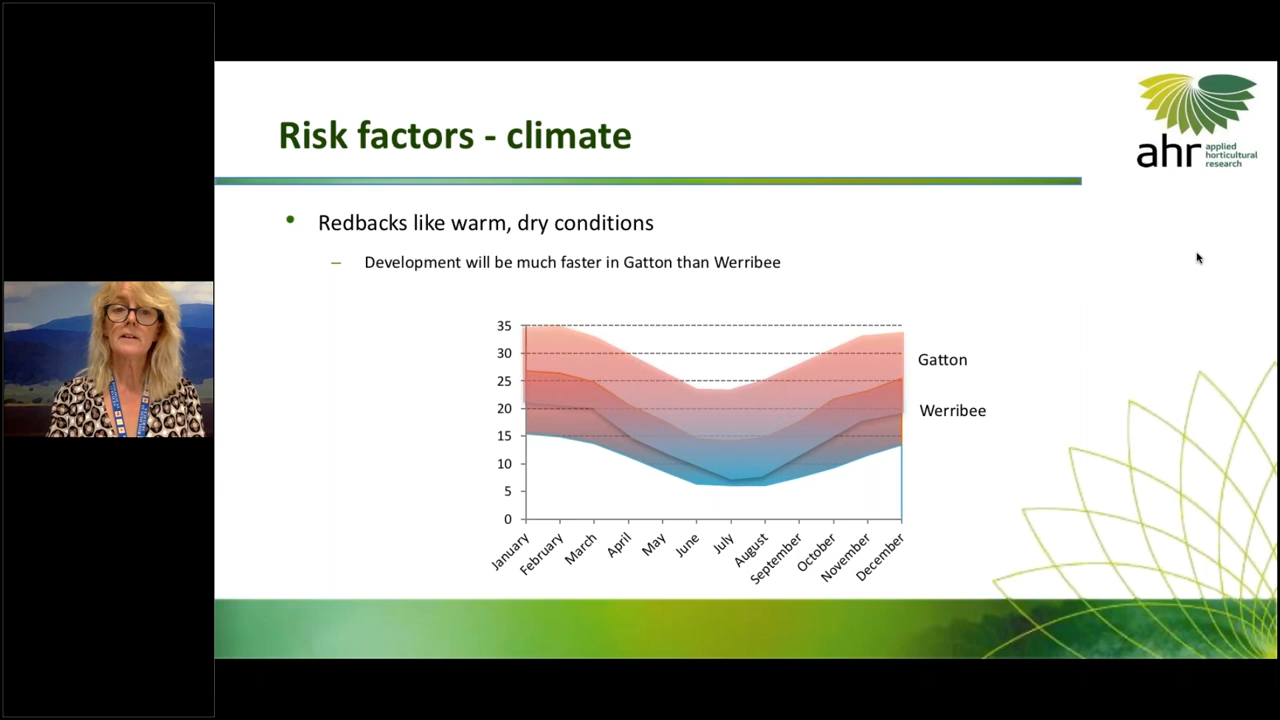 Risk factors - climate
ahr applied
horticultural
research
• Redbacks like warm, dry conditions
– Development will be much faster in Gatton than Werribee
35
30
25
20
15
10
5
0
Gatton
Werribee
January
February
March
April
May
June
July
August
September
October
November
December